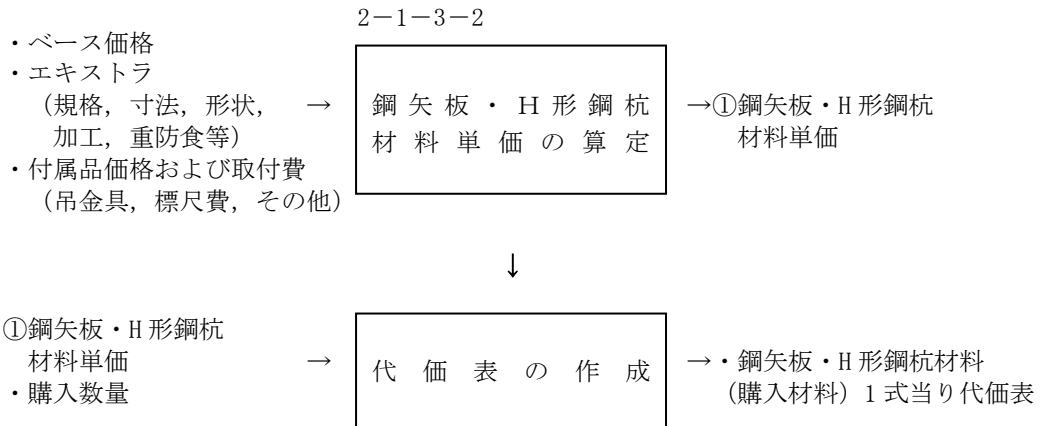 2-1-3-2
・ベース価格
・エキストラ
(規格,寸法,形状,
加工,重防食等)
・付属品価格および取付費
(吊金具,標尺費,その他)
→
鋼矢板・H形鋼杭
材料単価の算定
→①鋼矢板・H形鋼杭
材料単価
↓
①鋼矢板・H形鋼杭
材料単価
・購入数量
→
代価表の作成
→・鋼矢板・H形鋼杭材料
(購入材料)1式当り代価表